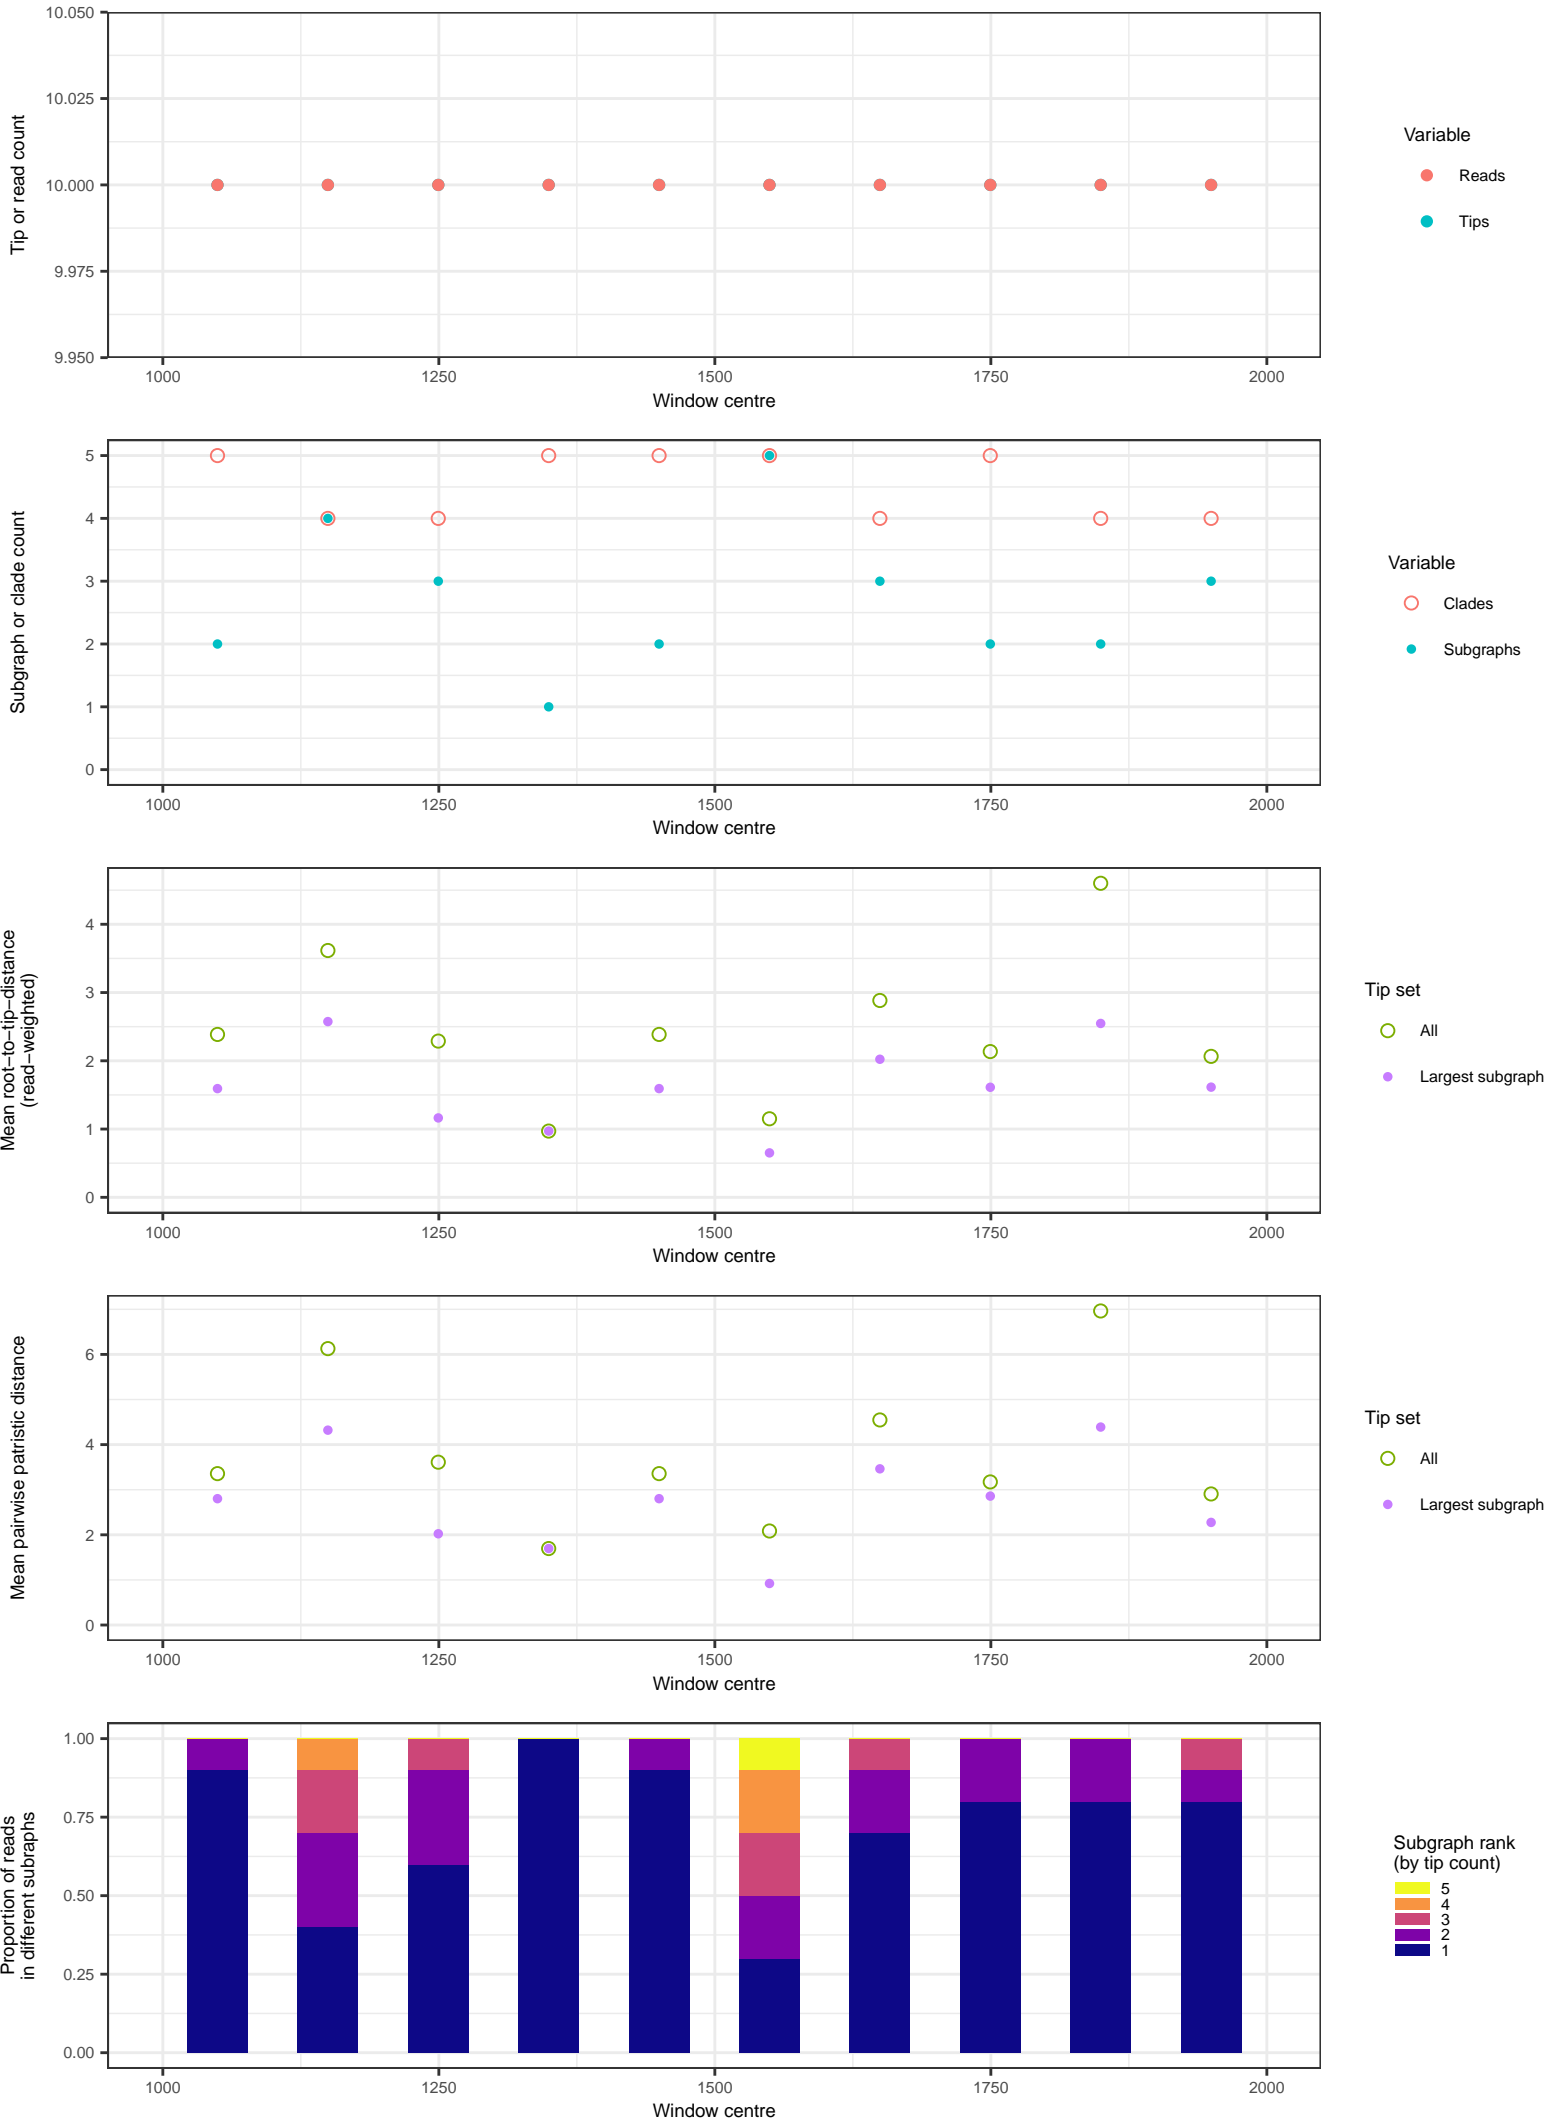 10.050
10.025
10.000
9.975
9.950
Tip or read count
1000 1250 1500 1750 2000
Window centre
Variable
Reads
Tips
5
4
3
2
1
0
Subgraph or clade count
1000 1250 1500 1750 2000
Window centre
Variable
Clades
Subgraphs
4
3
2
1
0
Mean root−to−tip−distance
(read−weighted)
1000 1250 1500 1750 2000
Window centre
Tip set
All
Largest subgraph
6
4
2
0
Mean pairwise patristic distance
1000 1250 1500 1750 2000
Window centre
Tip set
All
Largest subgraph
1.00
0.75
0.50
0.25
0.00
Proportion of reads
in different subraphs
1000 1250 1500 1750 2000
Window centre
Subgraph rank
(by tip count)
5
4
3
2
1